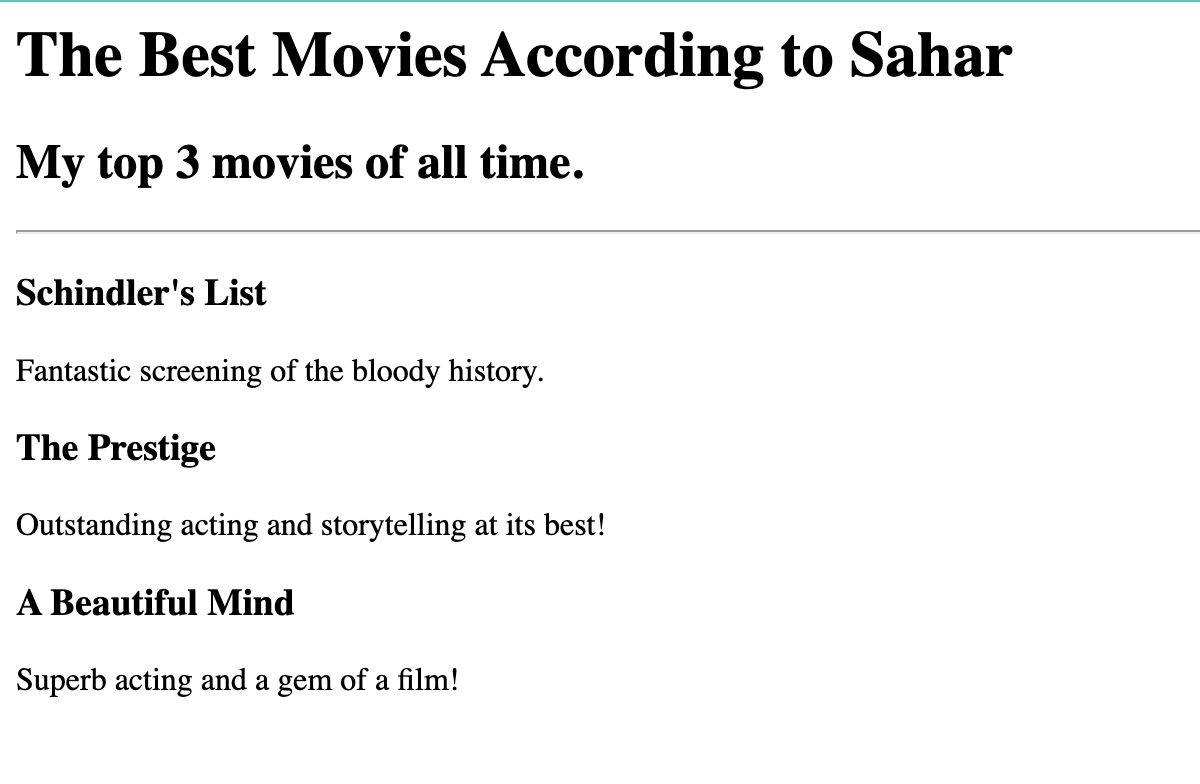 The Best Movies According to Sahar
My top 3 movies of all time.
Schindler's List
Fantastic screening of the bloody history.
The Prestige
Outstanding acting and storytelling at its best!
A Beautiful Mind
Superb acting and a gem of a film!